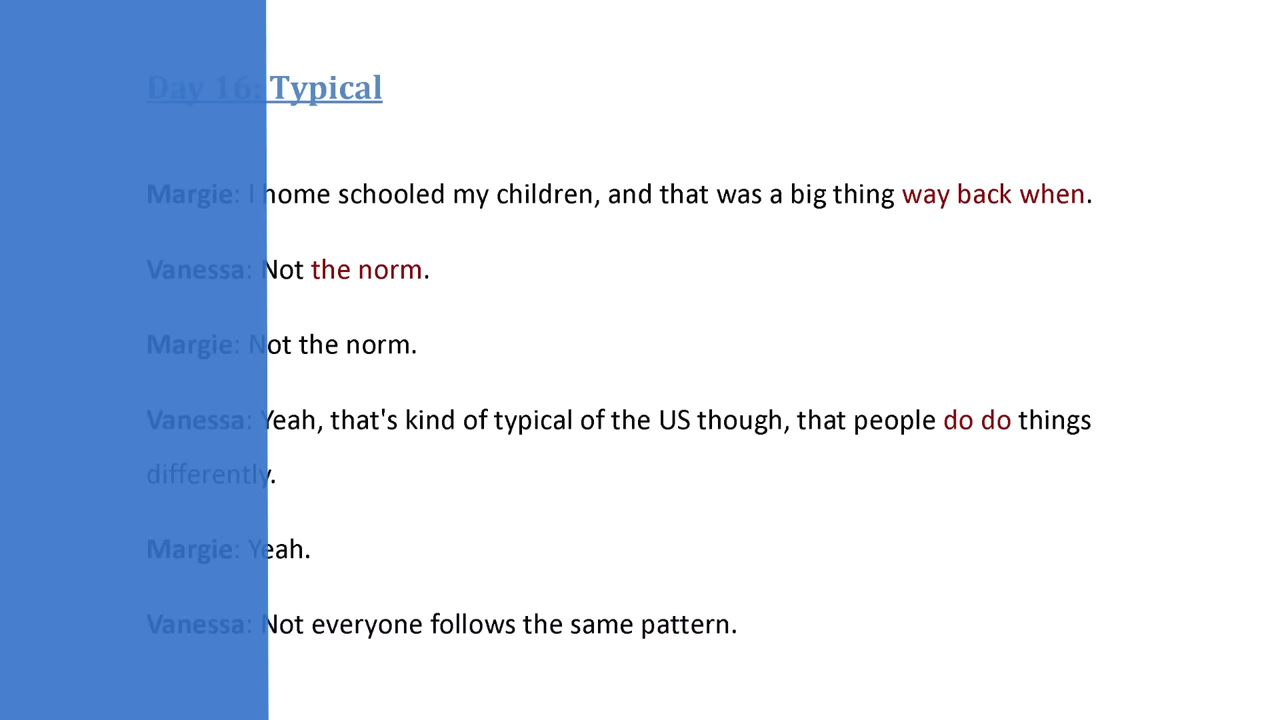 Day 16: Typical
Margie: I home schooled my children, and that was a big thing way back when.
Vanessa: Not the norm.
Margie: Not the norm.
Vanessa: Yeah, that's kind of typical of the US though, that people do do things
differently.
Margie: Yeah.
Vanessa: Not everyone follows the same pattern.